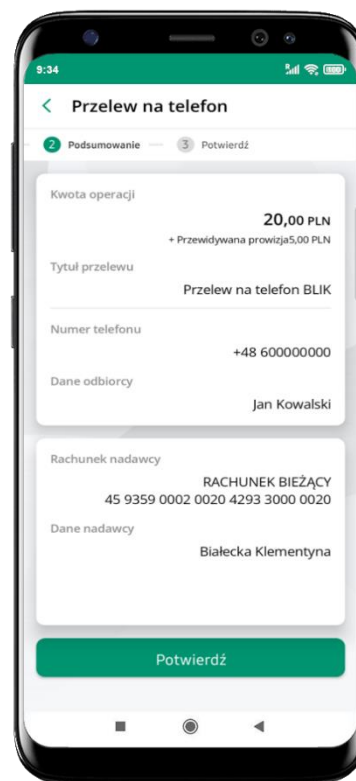 9:34
Przelew na telefon
2 Podsumowanie 3 Potwierdź
Kwota operacji
20,00 PLN
+ Przewidywana prowizja5,00 PLN
Tytuł przelewu
Przelew na telefon BLIK
Numer telefonu
+48 600000000
Dane odbiorcy
Jan Kowalski
Rachunek nadawcy
RACHUNEK BIEŻĄCY
45 9359 0002 0020 4293 3000 0020
Dane nadawcy
Białecka Klementyna
Potwierdź